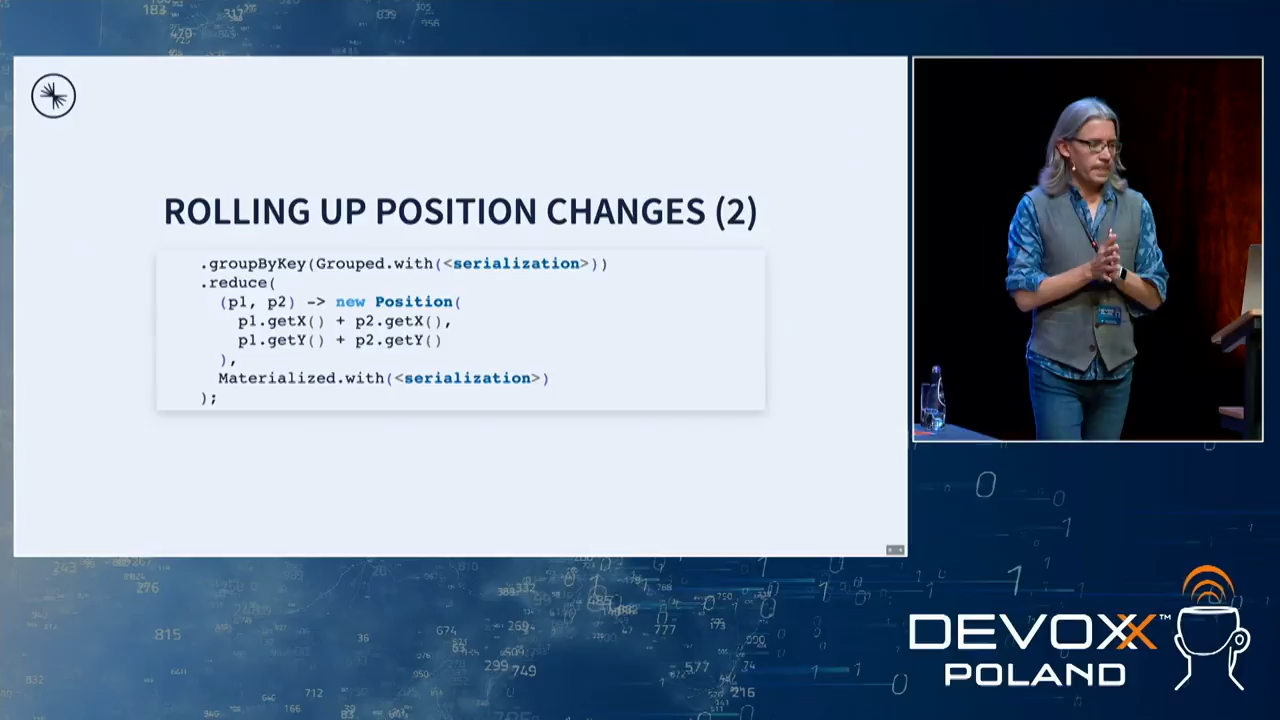 ROLLING UP POSITION CHANGES (2)
.groupByKey(Grouped.with(<serialization>))
.reduce(
(p1, p2) -> new Position(
p1.getX() + p2.getX(),
p1.getY() + p2.getY()
),
Materialized.with(<serialization>)
);
DEVOXX™
POLAND